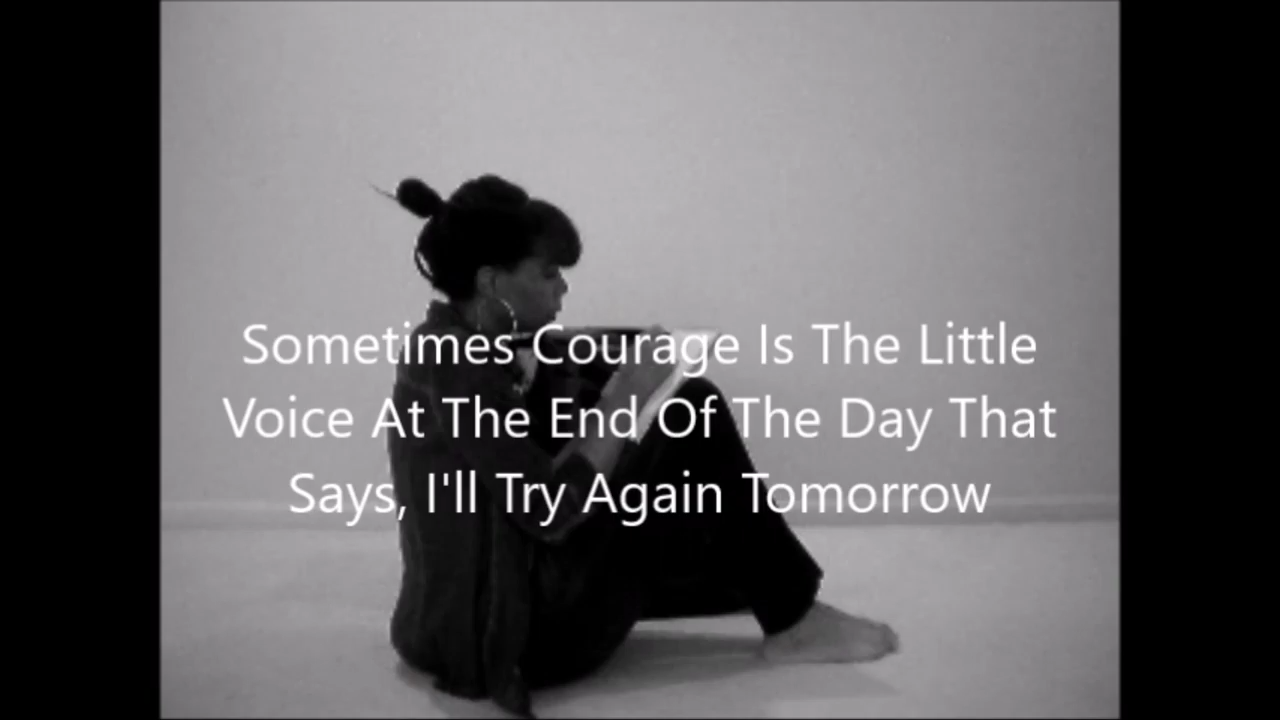 Sometimes Courage Is The Little
Voice At The End Of The Day That
Says, I'll Try Again Tomorrow